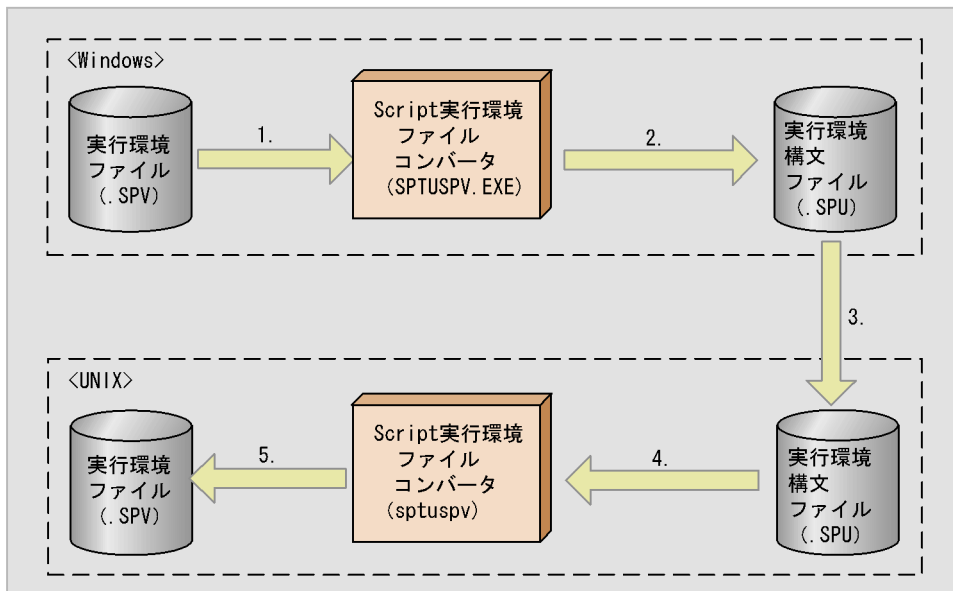 <Windows>
実行環境
ファイル
(.SPV)
1.
Script実行環境
ファイル
コンバータ
(SPTUSPV.EXE)
2.
実行環境
構文
ファイル
(.SPU)
3.
<UNIX>
実行環境
ファイル
(.SPV)
5.
Script実行環境
ファイル
コンバータ
(sptuspv)
4.
実行環境
構文
ファイル
(.SPU)